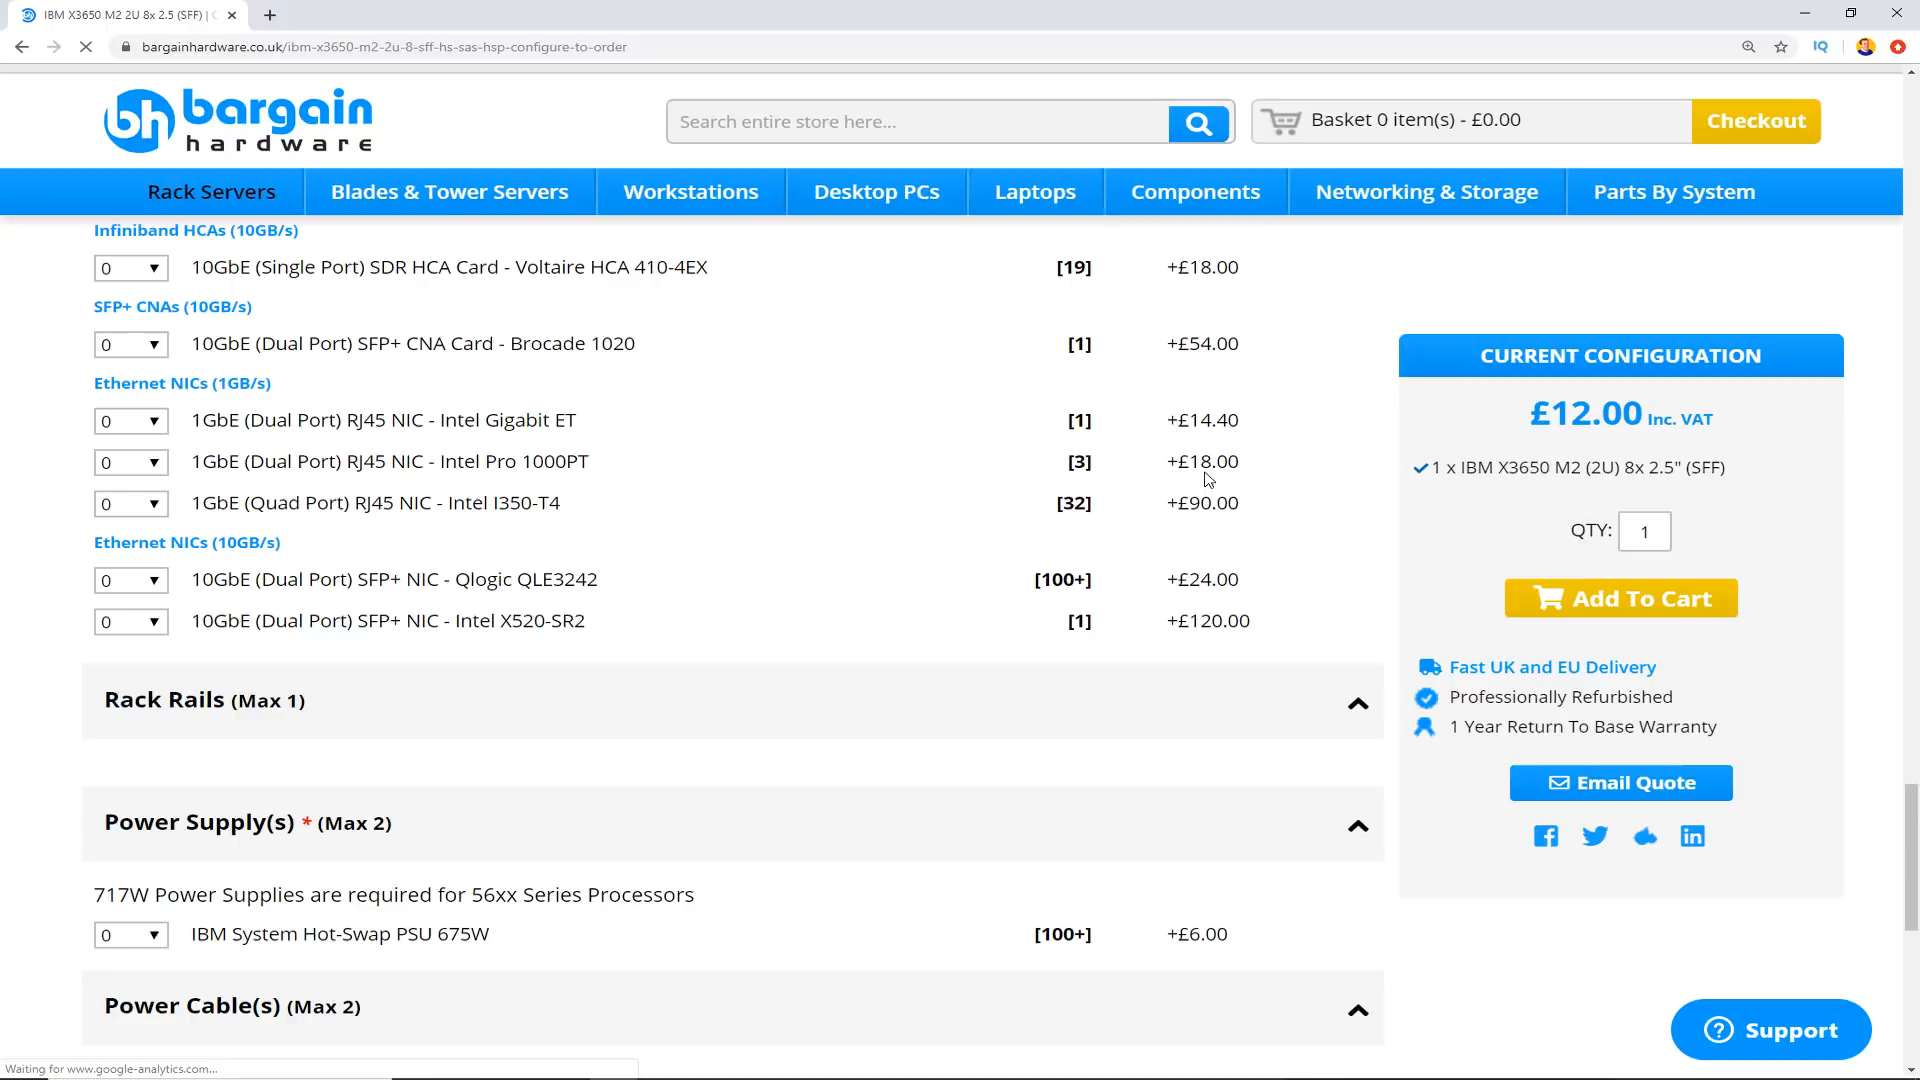 IBM X3650 M2 2U 8x 2.5 (SFF) |
bargainhardware.co.uk/ibm-x3650-m2-2u-8-sff-hs-sas-hsp-configure-to-order
IQ
bh bargain hardware
Search entire store here...
Basket 0 item(s) - £0.00
Checkout
Rack Servers
Blades & Tower Servers
Workstations
Desktop PCs
Laptops
Components
Networking & Storage
Parts By System
Infiniband HCAs (10GB/s)
0 10GbE (Single Port) SDR HCA Card - Voltaire HCA 410-4EX [19] +£18.00
SFP+ CNAs (10GB/s)
0 10GbE (Dual Port) SFP+ CNA Card - Brocade 1020 [1] +£54.00
Ethernet NICs (1GB/s)
0 1GbE (Dual Port) RJ45 NIC - Intel Gigabit ET [1] +£14.40
0 1GbE (Dual Port) RJ45 NIC - Intel Pro 1000PT [3] +£18.00
0 1GbE (Quad Port) RJ45 NIC - Intel I350-T4 [32] +£90.00
Ethernet NICs (10GB/s)
0 10GbE (Dual Port) SFP+ NIC - Qlogic QLE3242 [100+] +£24.00
0 10GbE (Dual Port) SFP+ NIC - Intel X520-SR2 [1] +£120.00
Rack Rails (Max 1)
Power Supply(s) * (Max 2)
717W Power Supplies are required for 56xx Series Processors
0 IBM System Hot-Swap PSU 675W [100+] +£6.00
Power Cable(s) (Max 2)
CURRENT CONFIGURATION
£12.00 Inc. VAT
1 x IBM X3650 M2 (2U) 8x 2.5" (SFF)
QTY: 1
Add To Cart
Fast UK and EU Delivery
Professionally Refurbished
1 Year Return To Base Warranty
Email Quote
Support
Waiting for www.google-analytics.com...